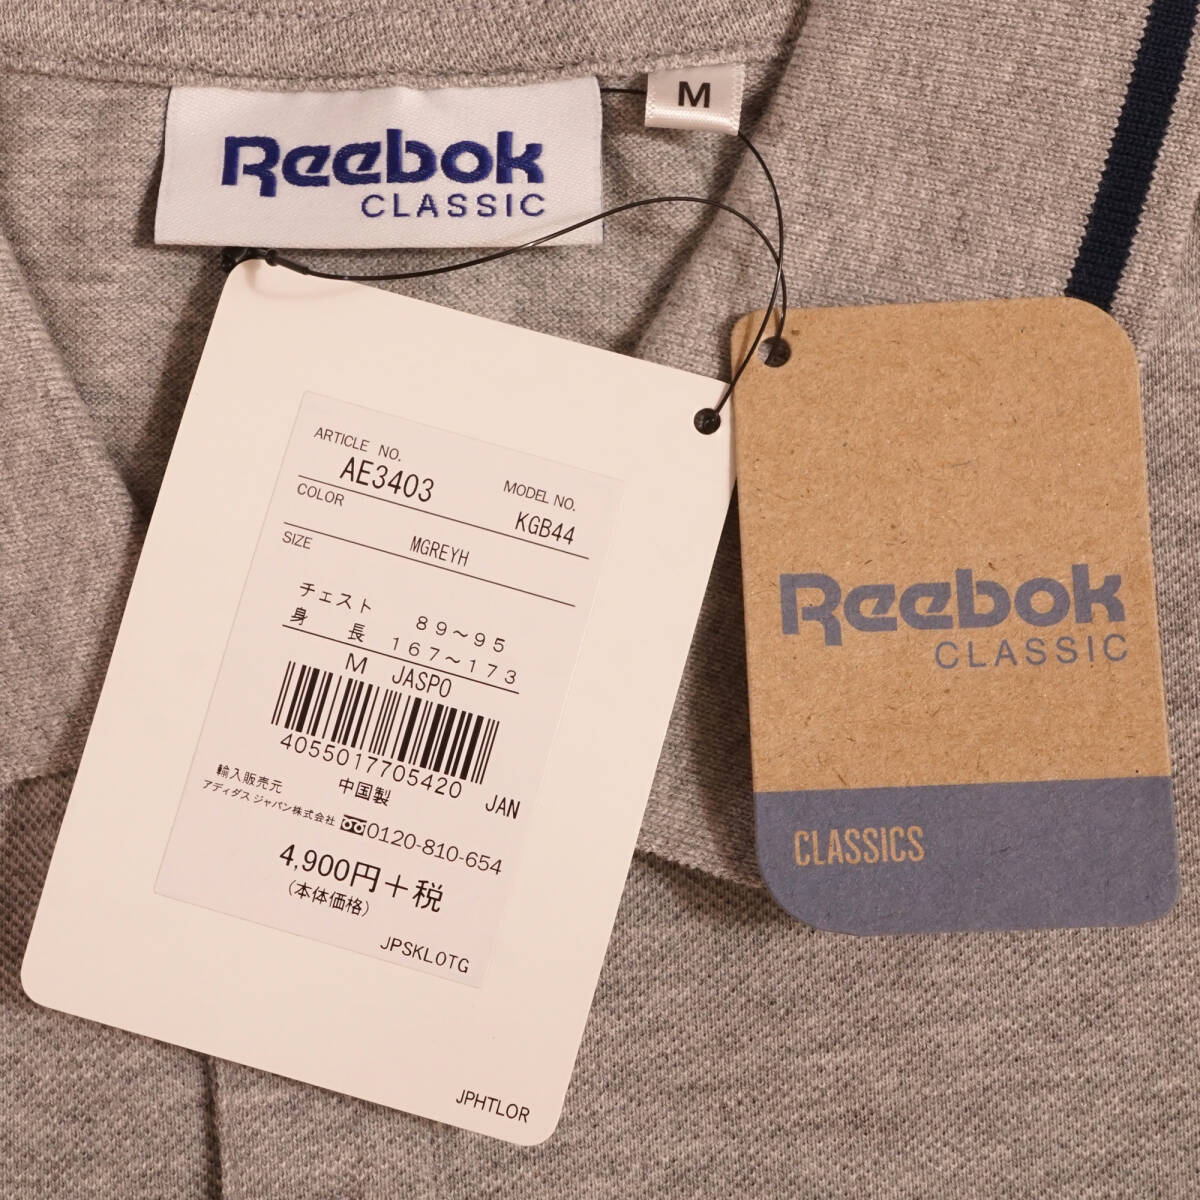 Reebok
CLASSIC
M
ARTICLE NO.
AE3403
MODEL NO.
KGB44
COLOR
MGREYH
SIZE
チェスト 89～95
身 長 167～173
M JASPO
4055017705420 JAN
中国製
輸入販売元
アディダス ジャパン株式会社 0120-810-654
4,900円＋税
(本体価格)
JPSKLOTG
JPHTLOR
Reebok
CLASSIC
CLASSICS